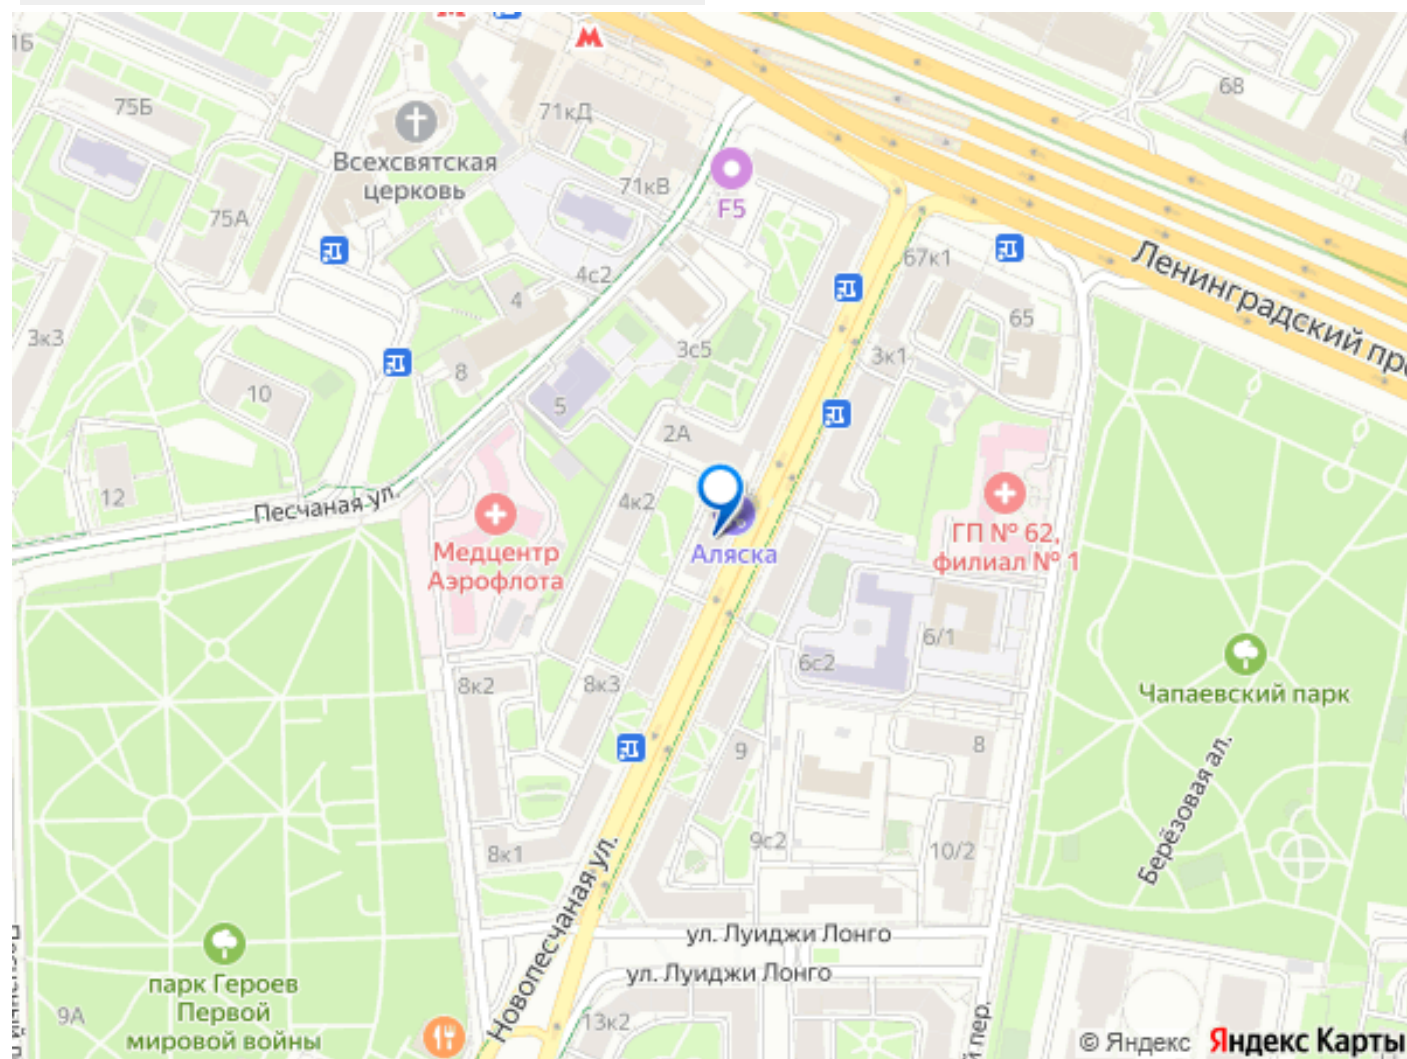 1Б
75Б
71кД
68
Всехсвятская
церковь
71кВ
F5
75А
67к1
Ленинградский про
4с2
4
65
3к3
3с5
3к1
8
10
5
2А
12
Песчаная ул.
4к2
Медцентр
Аэрофлота
Аляска
ГП № 62,
филиал № 1
6/1
6с2
8к2
8к3
Чапаевский парк
9
8
Берёзовая ал.
9с2
10/2
8к1
Новопесчаная ул.
ул. Луиджи Лонго
ул. Луиджи Лонго
парк Героев
Первой
мировой войны
9А
13к2
й пер.
© Яндекс Яндекс Карты